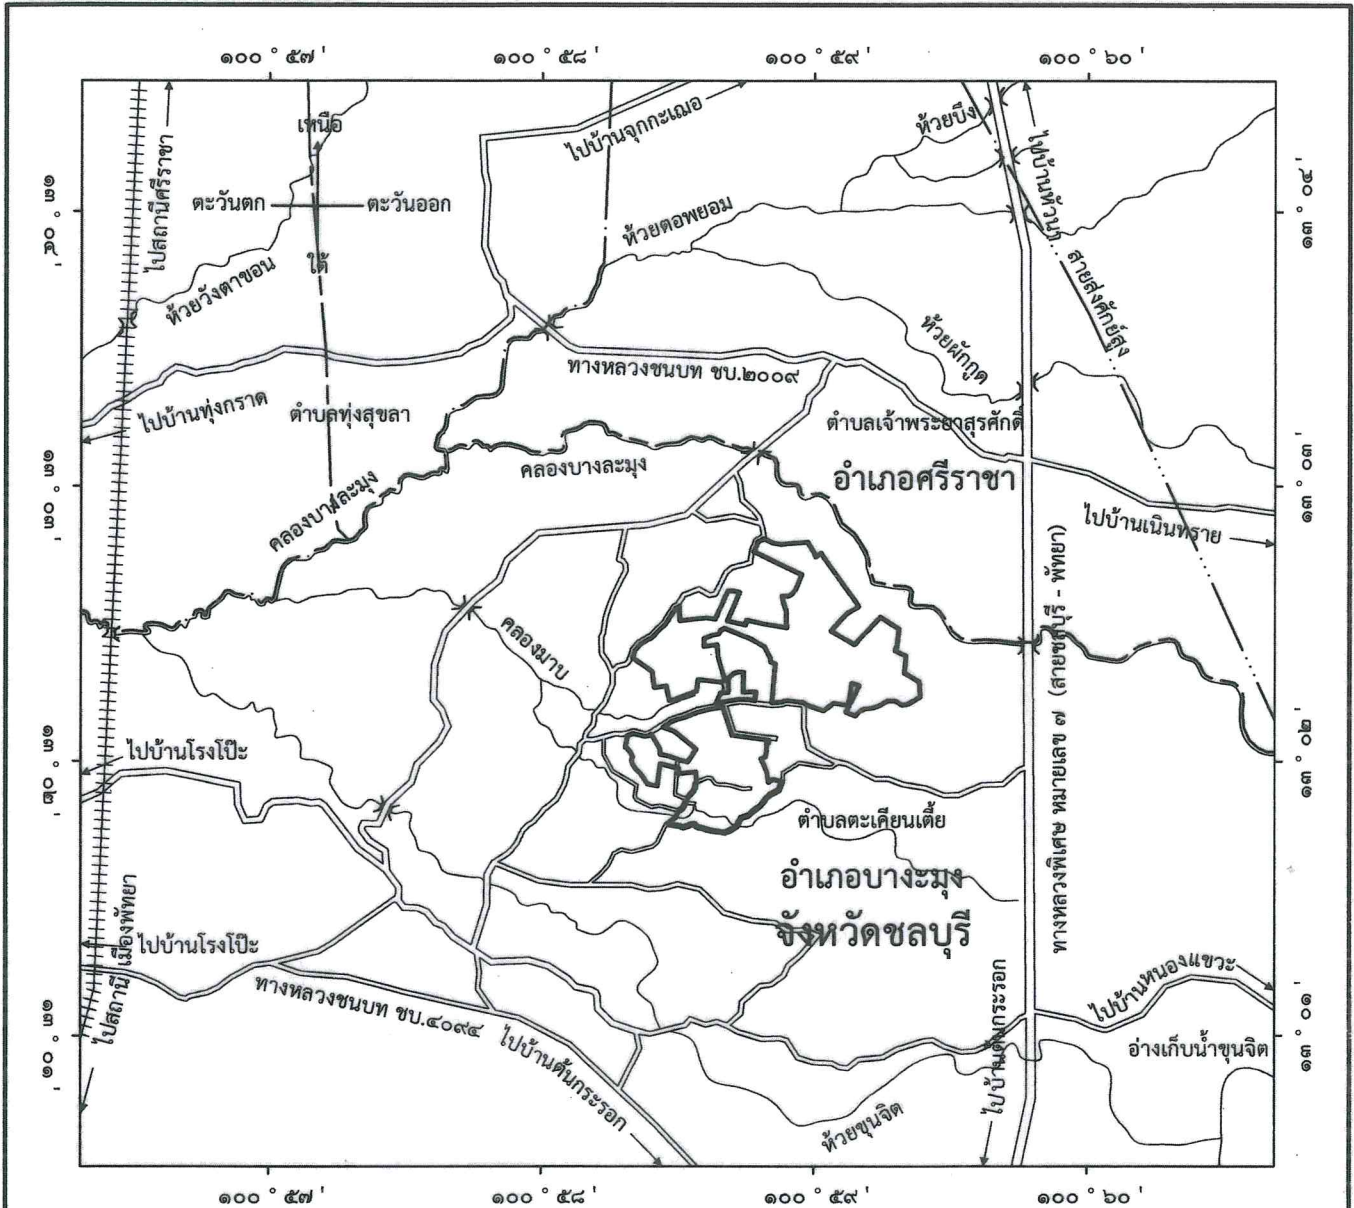 ๑๐๐ ° ๕๗ '
๑๐๐ ° ๕๘ '
๑๐๐ ° ๕๙ '
๑๐๐ ° ๖๐ '
เหนือ
ตะวันตก
ตะวันออก
ใต้
ไปสถานีศรีราชา
ไปบ้านจุกกะเฌอ
ห้วยบึง
ไปบ้านหัวนา
๑๓ ° ๐๔ '
๑๓ ° ๐๔ '
ห้วยตอพยอม
ห้วยวังตาขอน
สายส่งศักย์สูง
ห้วยผักกูด
ทางหลวงชนบท ชบ.๒๐๐๙
ไปบ้านทุ่งกราด
ตำบลทุ่งสุขลา
ตำบลเจ้าพระยาสุรศักดิ์
คลองบางละมุง
อำเภอศรีราชา
๑๓ ° ๐๓ '
๑๓ ° ๐๓ '
คลองบางละมุง
ไปบ้านเนินทราย
คลองมาบ
ทางหลวงพิเศษ หมายเลข ๗ (สายชลบุรี - พัทยา)
๑๓ ° ๐๒ '
๑๓ ° ๐๒ '
ไปบ้านโรงโป๊ะ
ตำบลตะเคียนเตี้ย
อำเภอบางะมุง
จังหวัดชลบุรี
ไปสถานีเมืองพัทยา
ไปบ้านโรงโป๊ะ
ทางหลวงชนบท ชบ.๔๐๙๔
ไปบ้านต้นกระรอก
ไปบ้านต้นกระรอก
ไปบ้านหนองแขวะ
๑๓ ° ๐๑ '
๑๓ ° ๐๑ '
อ่างเก็บน้ำขุนจิต
ห้วยขุนจิต
๑๐๐ ° ๕๗ '
๑๐๐ ° ๕๘ '
๑๐๐ ° ๕๙ '
๑๐๐ ° ๖๐ '